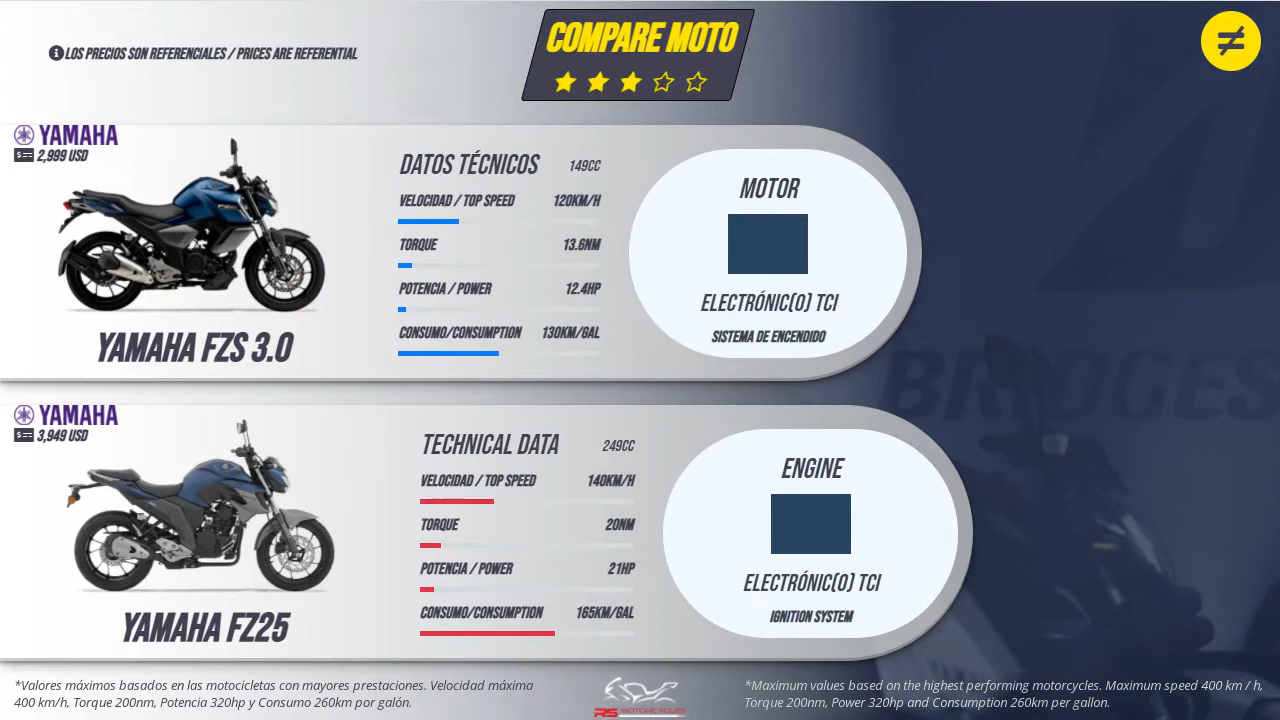 COMPARE MOTO
LOS PRECIOS SON REFERENCIALES / PRICES ARE REFERENTIAL
YAMAHA
2,999 USD
YAMAHA FZS 3.0
DATOS TÉCNICOS 149CC
VELOCIDAD / TOP SPEED 120KM/H
TORQUE 13.6NM
POTENCIA / POWER 12.4HP
CONSUMO/CONSUMPTION 130KM/GAL
MOTOR
ELECTRÓNIC(O) TCI
SISTEMA DE ENCENDIDO
YAMAHA
3,949 USD
YAMAHA FZ25
TECHNICAL DATA 249CC
VELOCIDAD / TOP SPEED 140KM/H
TORQUE 20NM
POTENCIA / POWER 21HP
CONSUMO/CONSUMPTION 165KM/GAL
ENGINE
ELECTRÓNIC(O) TCI
IGNITION SYSTEM
*Valores máximos basados en las motocicletas con mayores prestaciones. Velocidad máxima
400 km/h, Torque 200nm, Potencia 320hp y Consumo 260km por galón.
RS MOTORCYCLES
*Maximum values based on the highest performing motorcycles. Maximum speed 400 km / h,
Torque 200nm, Power 320hp and Consumption 260km per gallon.